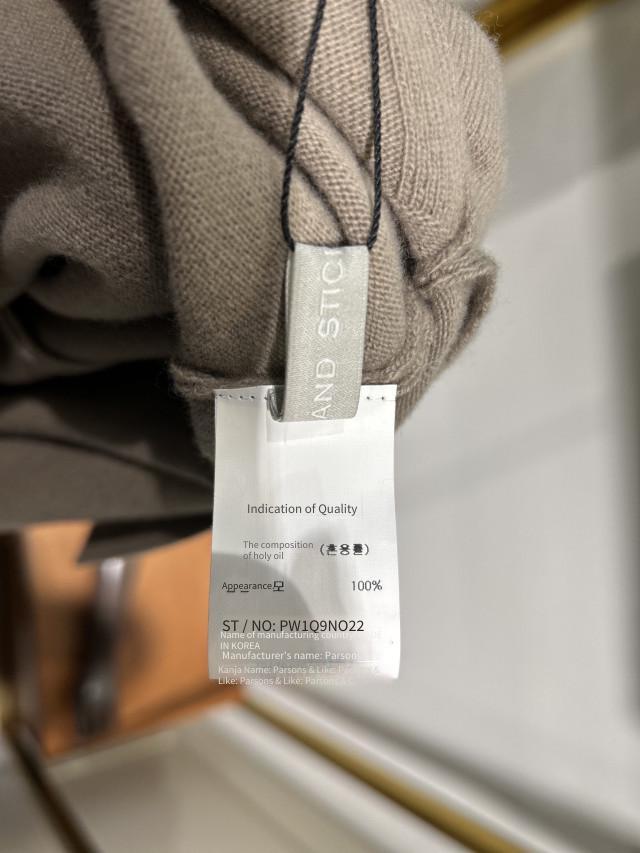 AND STIC
Indication of Quality
The composition
of holy oil (혼용률)
Appearance모 100%
ST / NO: PW1Q9NO22
Name of manufacturing
IN KOREA
Manufacturer's name: Parsons
Kanja Name: Parsons & Like:
Like: Parsons & Like: Parsons &